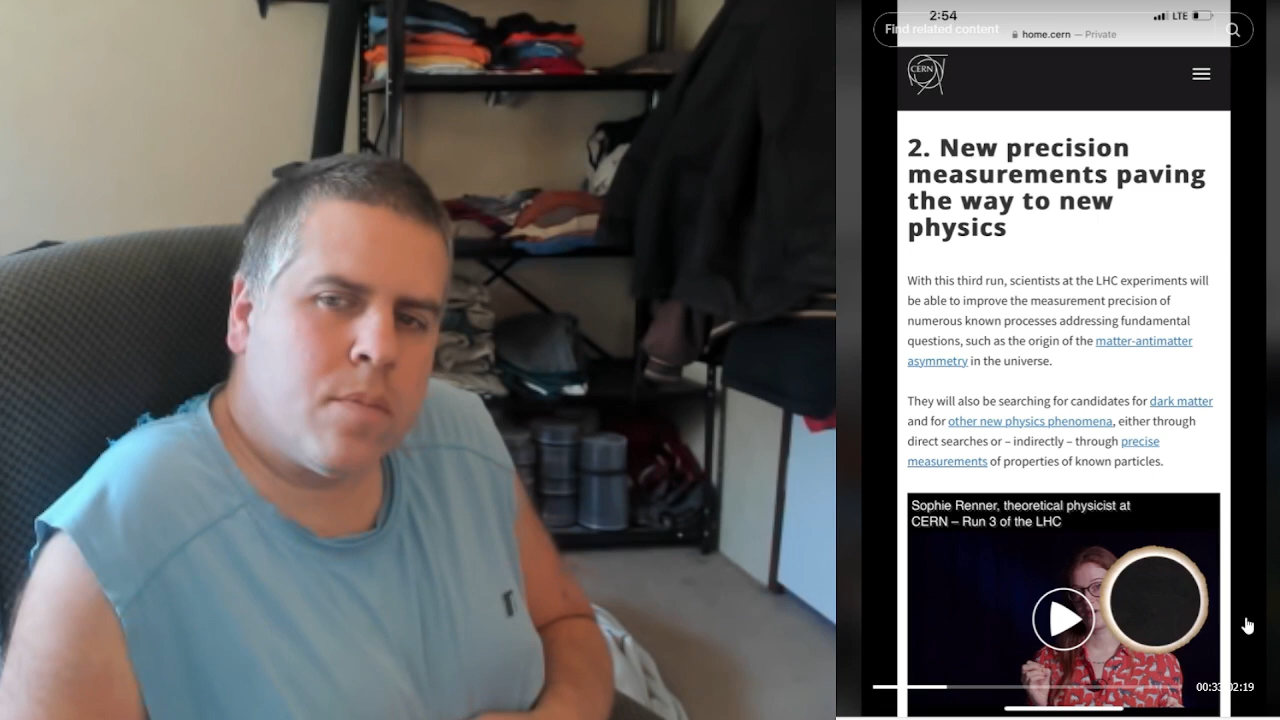 2:54
LTE
Find related content
home.cern — Private
CERN
2. New precision
measurements paving
the way to new
physics
With this third run, scientists at the LHC experiments will
be able to improve the measurement precision of
numerous known processes addressing fundamental
questions, such as the origin of the matter-antimatter
asymmetry in the universe.
They will also be searching for candidates for dark matter
and for other new physics phenomena, either through
direct searches or – indirectly – through precise
measurements of properties of known particles.
Sophie Renner, theoretical physicist at
CERN – Run 3 of the LHC
00:33 02:19